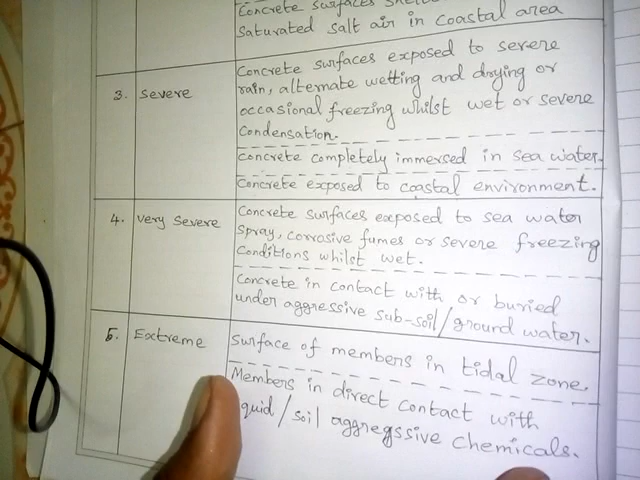 Concrete surfaces
saturated salt air in coastal area
3. Severe
Concrete surfaces exposed to severe
rain, alternate wetting and drying or
occasional freezing whilst wet or severe
Condensation.
Concrete completely immersed in sea water.
Concrete exposed to coastal environment.
4. Very Severe
Concrete surfaces exposed to sea water
spray, corrosive fumes or severe freezing
Conditions whilst wet.
Concrete in contact with or buried
under aggressive sub-soil/ground water.
5. Extreme
Surface of members in tidal zone.
Members in direct contact with
quid/soil aggregssive chemicals.